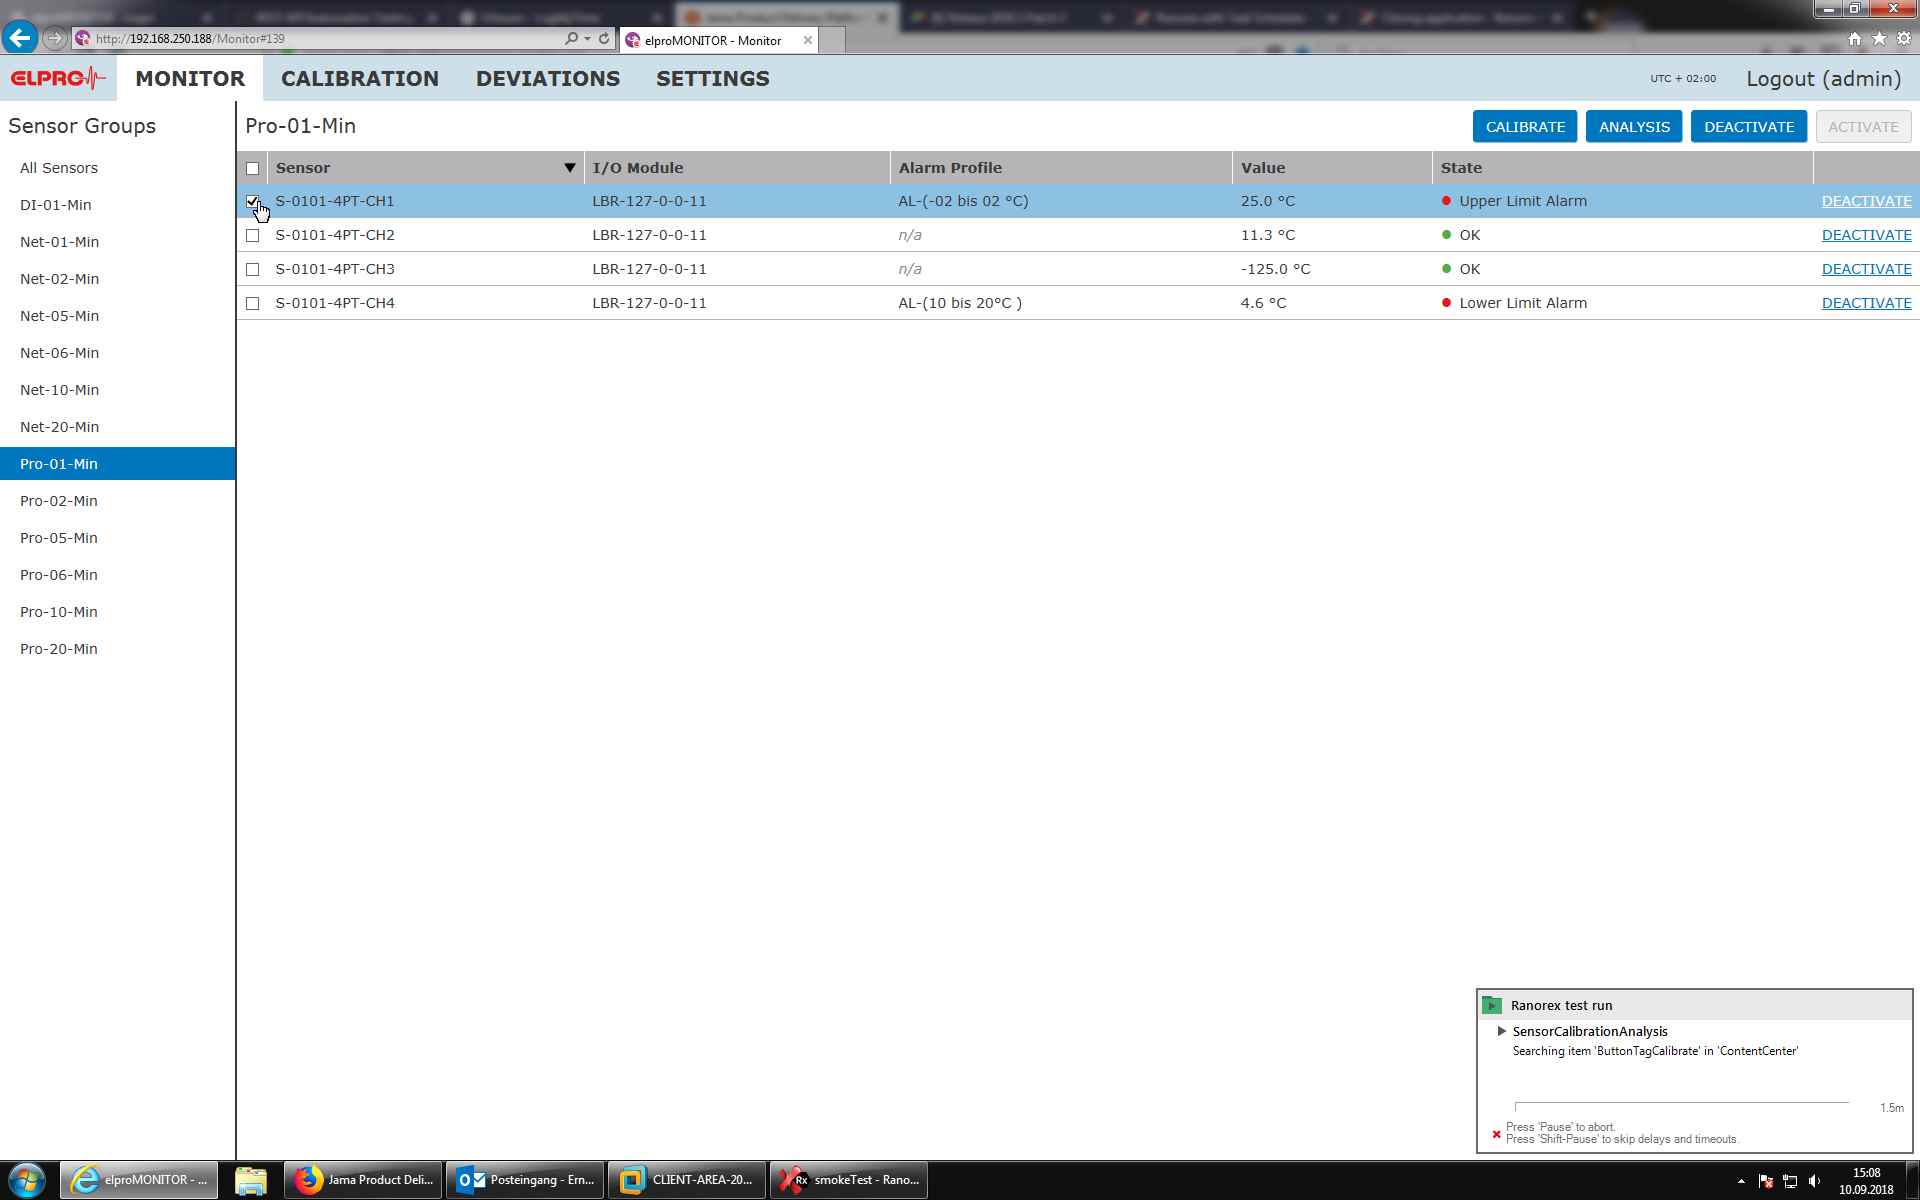 http://192.168.250.188/Monitor#139
elproMONITOR - Monitor
ELPRO
MONITOR
CALIBRATION
DEVIATIONS
SETTINGS
UTC + 02:00
Logout (admin)
Sensor Groups
All Sensors
DI-01-Min
Net-01-Min
Net-02-Min
Net-05-Min
Net-06-Min
Net-10-Min
Net-20-Min
Pro-01-Min
Pro-02-Min
Pro-05-Min
Pro-06-Min
Pro-10-Min
Pro-20-Min
Pro-01-Min
CALIBRATE
ANALYSIS
DEACTIVATE
ACTIVATE
Sensor I/O Module Alarm Profile Value State
S-0101-4PT-CH1 LBR-127-0-0-11 AL-(-02 bis 02 °C) 25.0 °C Upper Limit Alarm DEACTIVATE
S-0101-4PT-CH2 LBR-127-0-0-11 n/a 11.3 °C OK DEACTIVATE
S-0101-4PT-CH3 LBR-127-0-0-11 n/a -125.0 °C OK DEACTIVATE
S-0101-4PT-CH4 LBR-127-0-0-11 AL-(10 bis 20°C ) 4.6 °C Lower Limit Alarm DEACTIVATE
Ranorex test run
SensorCalibrationAnalysis
Searching item 'ButtonTagCalibrate' in 'ContentCenter'
1.5m
Press 'Pause' to abort.
Press 'Shift-Pause' to skip delays and timeouts.
elproMONITOR - ...
Jama Product Deli...
Posteingang - Ern...
CLIENT-AREA-20...
Rx
smokeTest - Rano...
15:08
10.09.2018